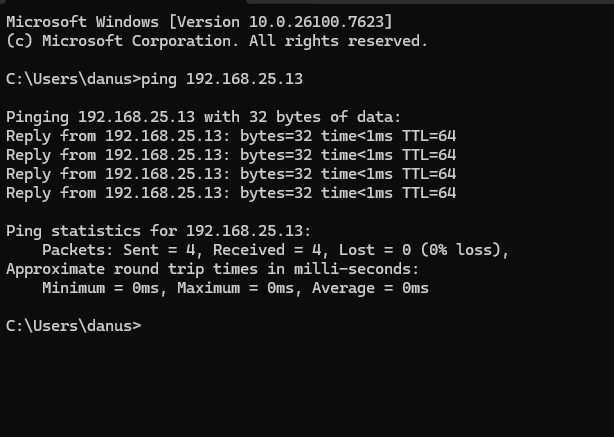 Microsoft Windows [Version 10.0.26100.7623]
(c) Microsoft Corporation. All rights reserved.
C:\Users\danus>ping 192.168.25.13
Pinging 192.168.25.13 with 32 bytes of data:
Reply from 192.168.25.13: bytes=32 time<1ms TTL=64
Reply from 192.168.25.13: bytes=32 time<1ms TTL=64
Reply from 192.168.25.13: bytes=32 time<1ms TTL=64
Reply from 192.168.25.13: bytes=32 time<1ms TTL=64
Ping statistics for 192.168.25.13:
    Packets: Sent = 4, Received = 4, Lost = 0 (0% loss),
Approximate round trip times in milli-seconds:
    Minimum = 0ms, Maximum = 0ms, Average = 0ms
C:\Users\danus>